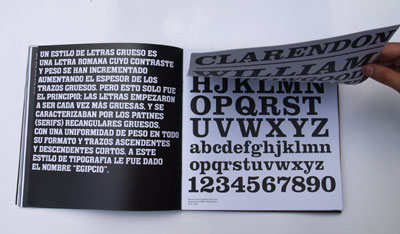 UN ESTILO DE LETRAS GRUESO ES
UNA LETRA ROMANA CUYO CONTRASTE
Y PESO SE HAN INCREMENTADO
AUMENTANDO EL ESPESOR DE LOS
TRAZOS GRUESOS. PERO ESTO SOLO FUE
EL PRINCIPIO; LAS LETRAS EMPEZARON
A SER CADA VEZ MÁS GRUESAS, Y SE
CARACTERIZABAN POR LOS PATINES
(SERIFS) RECTANGULARES GRUESOS,
CON UNA UNIFORMIDAD DE PESO EN TODO
SU FORMATO Y TRAZOS ASCENDENTES
Y DESCENDENTES CORTOS. A ESTE
ESTILO DE TIPOGRAFIA LE FUE DADO
EL NOMBRE "EGIPCIO".
CLARENDON
WILLIAM
HIJKLMN
OPQRST
UVWXYZ
abcdefghijklmn
opqrstuvwxyz
1234567890